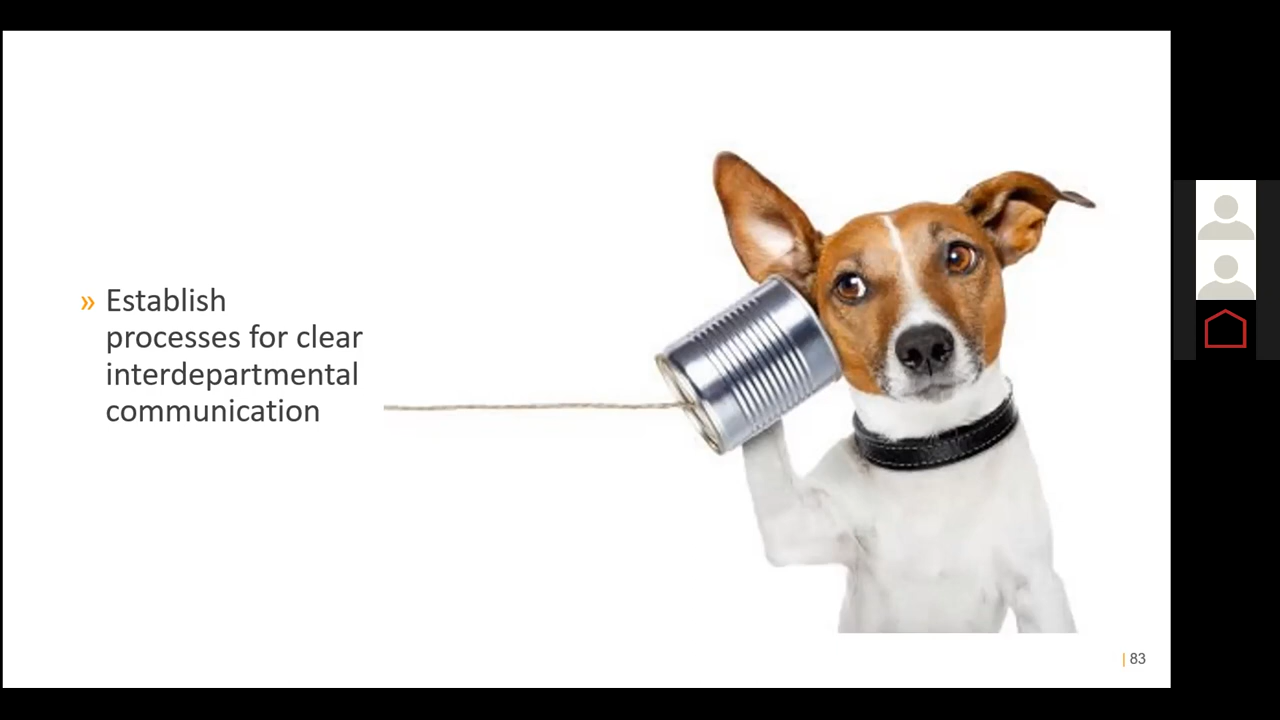 » Establish
processes for clear
interdepartmental
communication
| 83